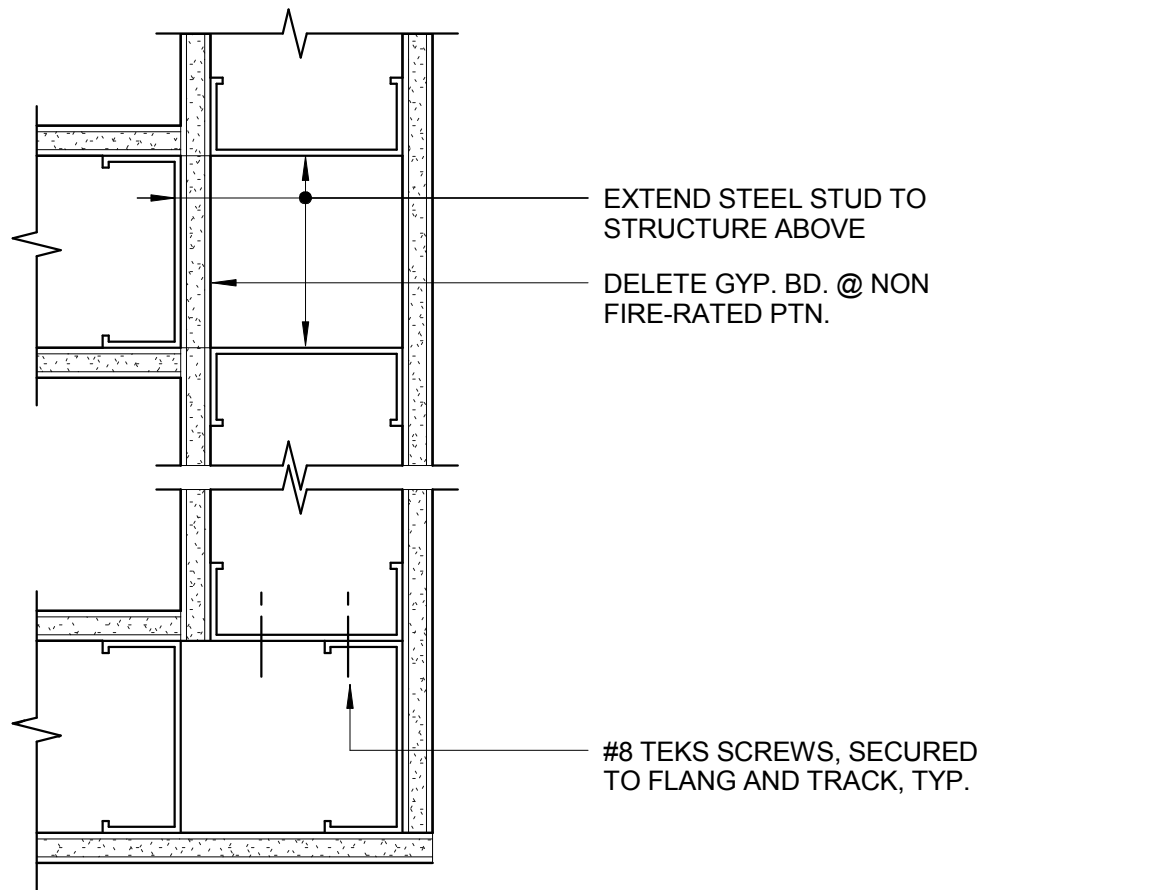 EXTEND STEEL STUD TO
STRUCTURE ABOVE
DELETE GYP. BD. @ NON
FIRE-RATED PTN.
#8 TEKS SCREWS, SECURED
TO FLANG AND TRACK, TYP.